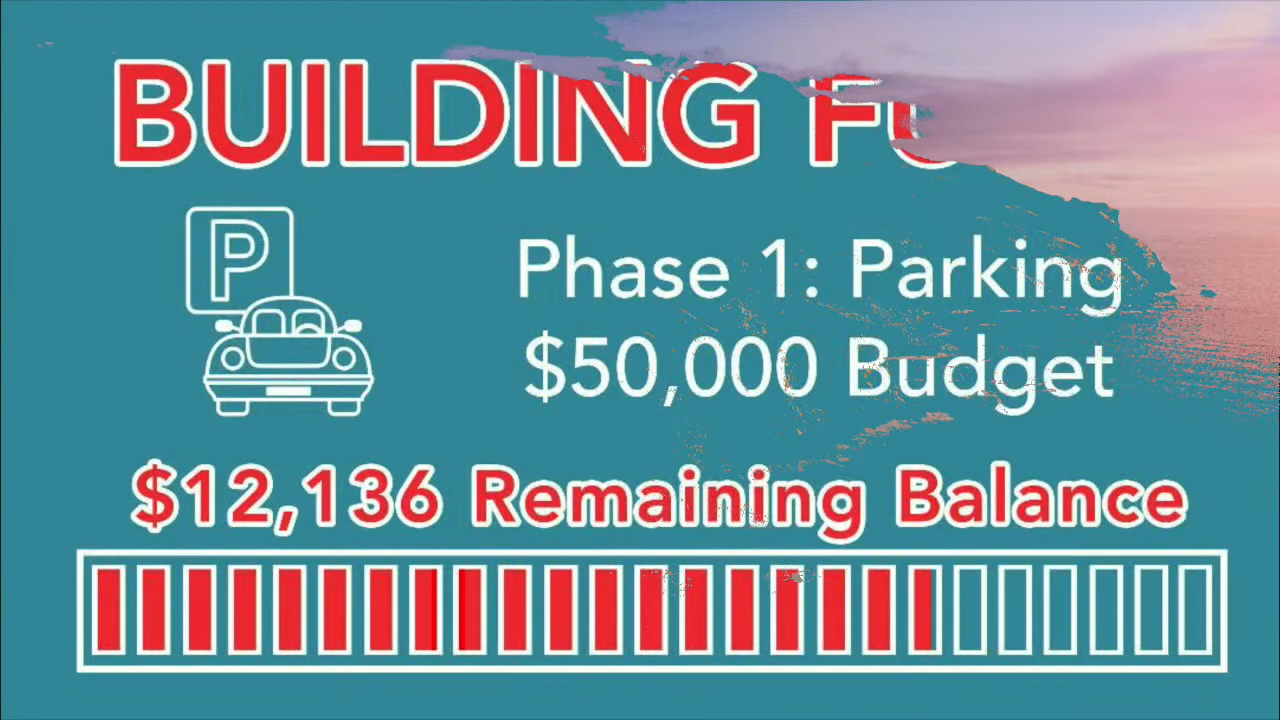 BUILDING
P
Phase 1: Parking
$50,000 Budget
$12,136 Remaining Balance